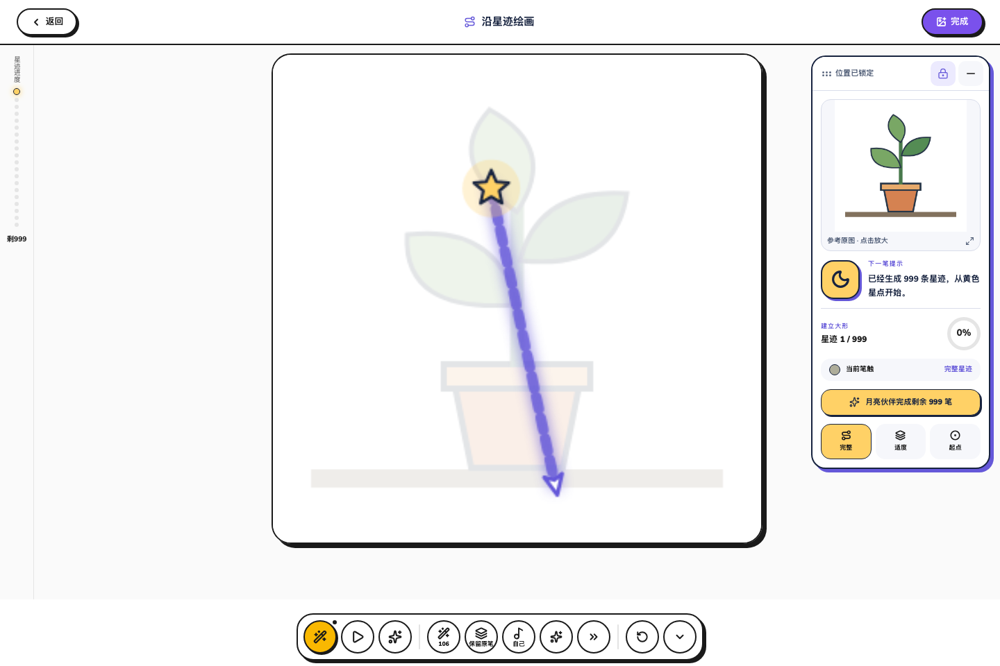 返回
沿星迹绘画
完成
星迹进度
剩999
位置已锁定
参考原图 · 点击放大
下一笔提示
已经生成 999 条星迹，从黄色
星点开始。
建立大形
星迹 1 / 999
0%
当前笔触
完整星迹
月亮伙伴完成剩余 999 笔
完整
适度
起点
106
保留原笔
自己